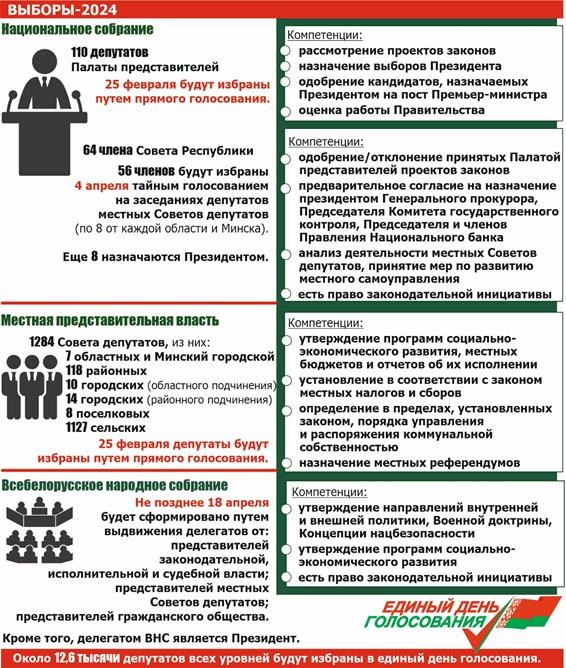 ВЫБОРЫ-2024
Национальное собрание
110 депутатов
Палаты представителей
25 февраля будут избраны
путем прямого голосования.
Компетенции:
рассмотрение проектов законов
назначение выборов Президента
одобрение кандидатов, назначаемых
Президентом на пост Премьер-министра
оценка работы Правительства
64 члена Совета Республики
56 членов будут избраны
4 апреля тайным голосованием
на заседаниях депутатов
местных Советов депутатов
(по 8 от каждой области и Минска).
Еще 8 назначаются Президентом.
Компетенции:
одобрение/отклонение принятых Палатой
представителей проектов законов
предварительное согласие на назначение
президентом Генерального прокурора,
Председателя Комитета государственного
контроля, Председателя и членов
Правления Национального банка
анализ деятельности местных Советов
депутатов, принятие мер по развитию
местного самоуправления
есть право законодательной инициативы
Местная представительная власть
1284 Совета депутатов, из них:
7 областных и Минский городской
118 районных
10 городских (областного подчинения)
14 городских (районного подчинения)
8 поселковых
1127 сельских
25 февраля депутаты будут
избраны путем прямого голосования.
Компетенции:
утверждение программ социально-
экономического развития, местных
бюджетов и отчетов об их исполнении
установление в соответствии с законом
местных налогов и сборов
определение в пределах, установленных
законом, порядка управления
и распоряжения коммунальной
собственностью
назначение местных референдумов
Всебелорусское народное собрание
Не позднее 18 апреля
будет сформировано путем
выдвижения делегатов от:
представителей
законодательной,
исполнительной и судебной власти;
представителей местных
Советов депутатов;
представителей гражданского общества.
Кроме того, делегатом ВНС является Президент.
Компетенции:
утверждение направлений внутренней
и внешней политики, Военной доктрины,
Концепции нацбезопасности
утверждение программ социально-
экономического развития
есть право законодательной инициативы
ЕДИНЫЙ ДЕНЬ
ГОЛОСОВАНИЯ
Около 12,6 тысячи депутатов всех уровней будут избраны в единый день голосования.